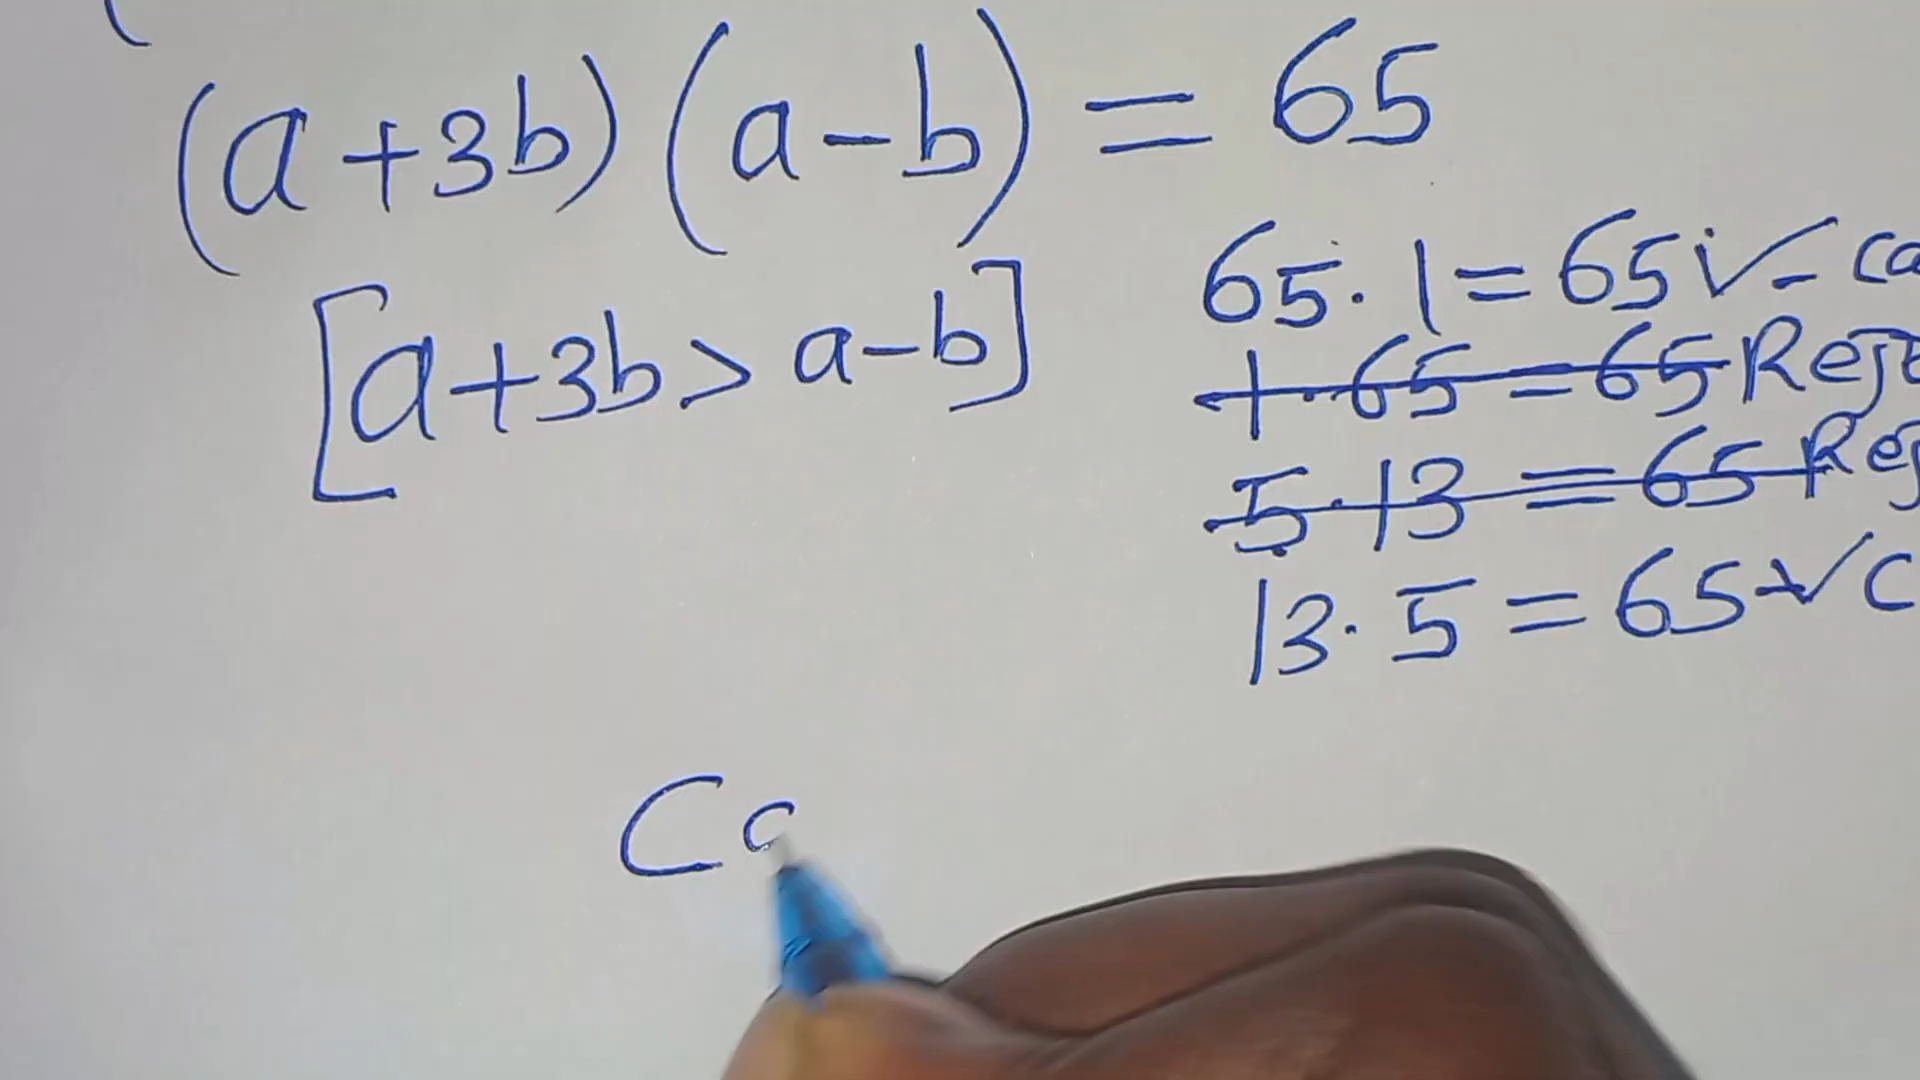 (a+3b)(a-b) = 65
[a+3b > a-b]
65·1=65 ✓-
1·65=65
5·13=65
13·5=65 ✓